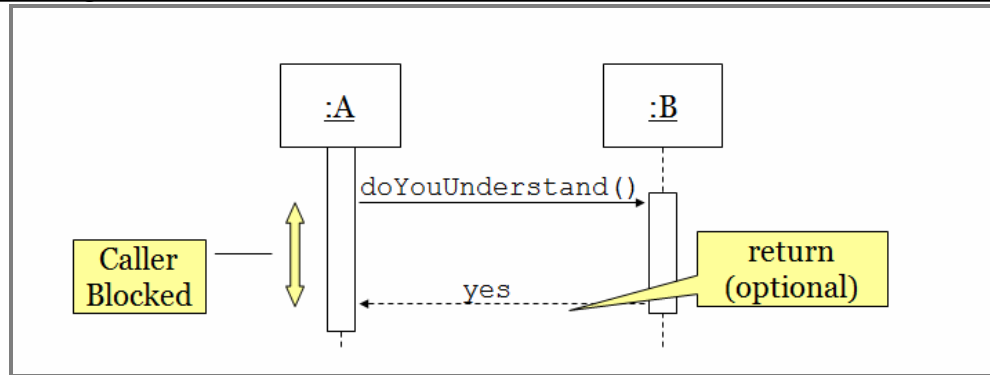 :A
:B
doYouUnderstand()
Caller
Blocked
return
(optional)
yes